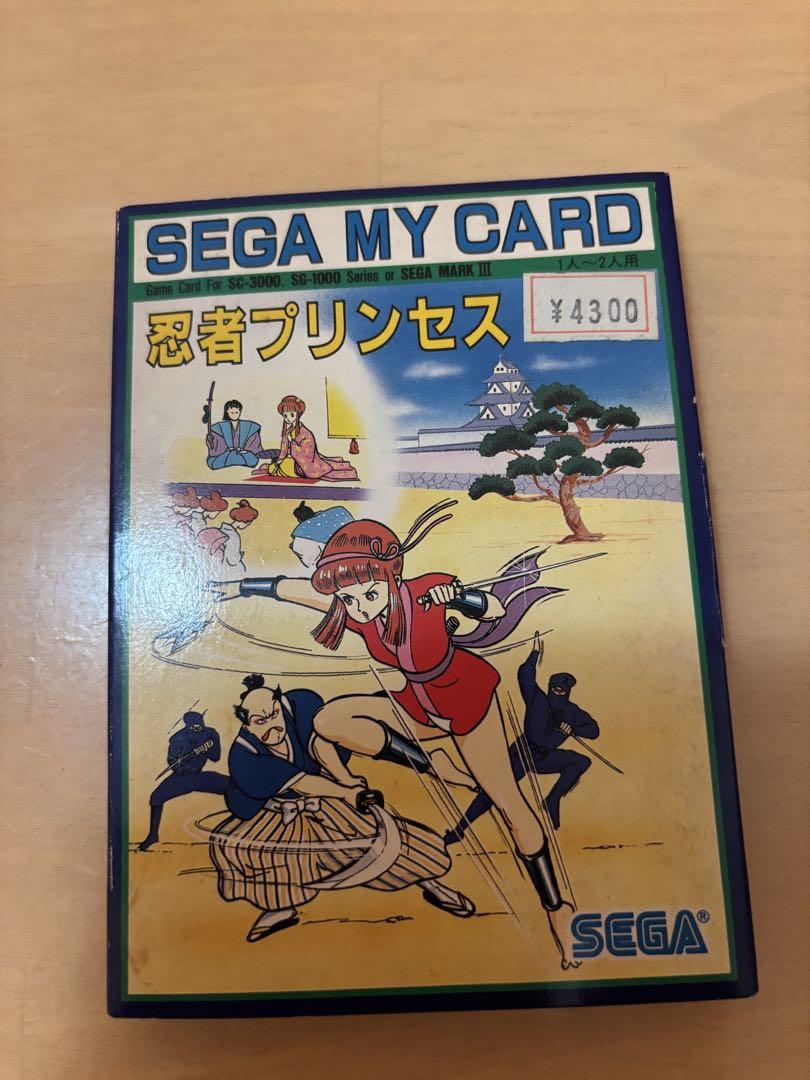 SEGA MY CARD
Game Card For SC-3000, SG-1000 Series or SEGA MARK III
1人〜2人用
¥4300
忍者プリンセス
SEGA®